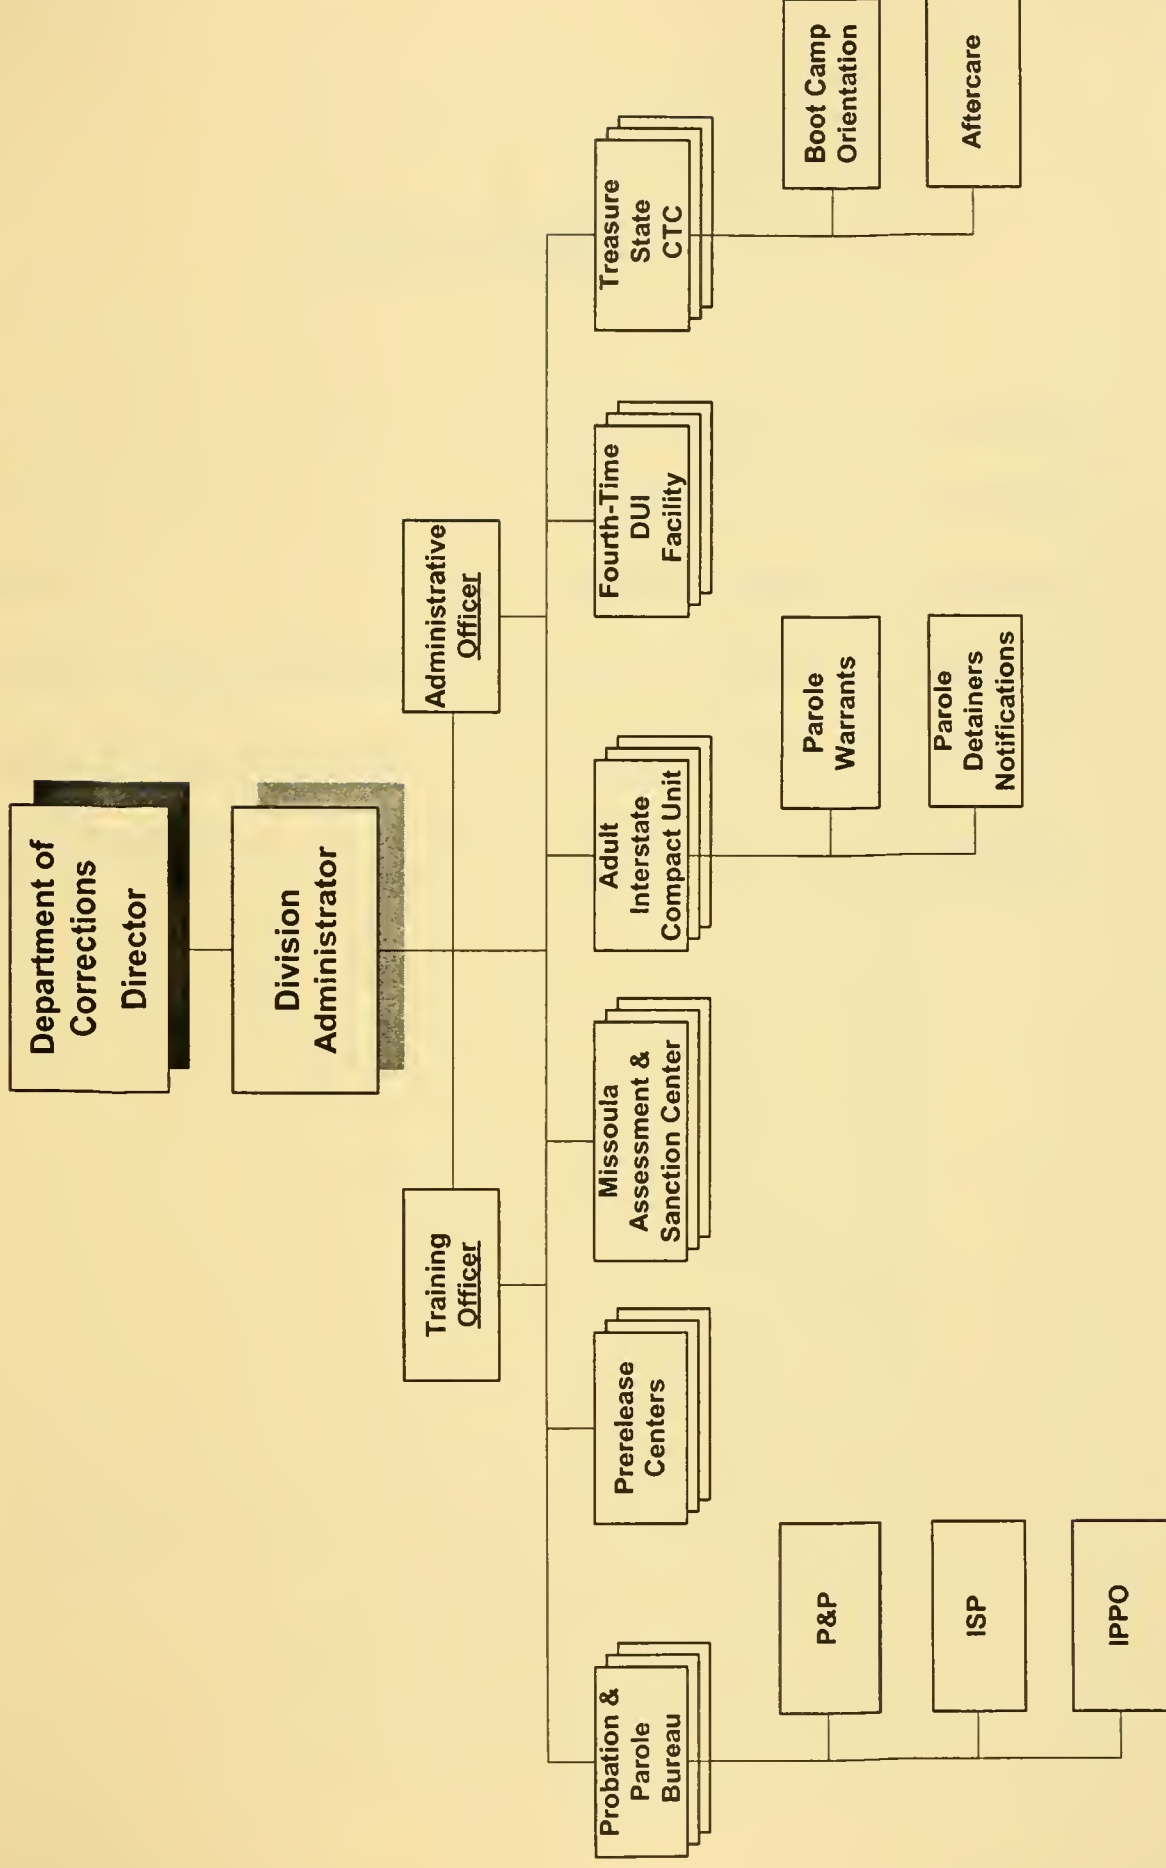 Department of
Corrections
Director
Division
Administrator
Training
Officer
Administrative
Officer
Probation &
Parole
Bureau
Prerelease
Centers
Missoula
Assessment &
Sanction Center
Adult
Interstate
Compact Unit
Fourth-Time
DUI
Facility
Treasure
State
CTC
P&P
ISP
IPPO
Parole
Warrants
Parole
Detainers
Notifications
Boot Camp
Orientation
Aftercare